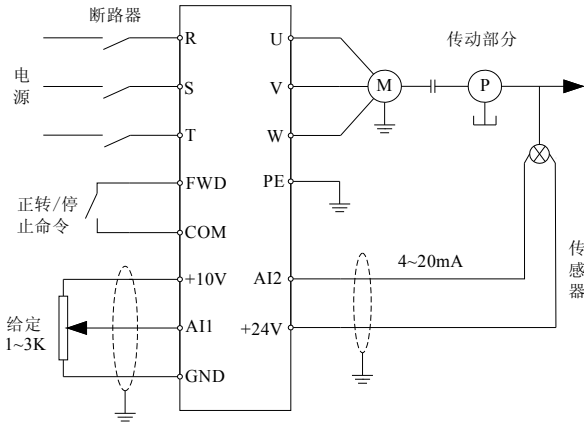 断路器
R
U
传动部分
电
源
S
V
M
P
T
W
FWD
PE
正转/停
止命令
COM
+10V
AI2
4~20mA
传
感
器
给定
1~3K
AI1
+24V
GND